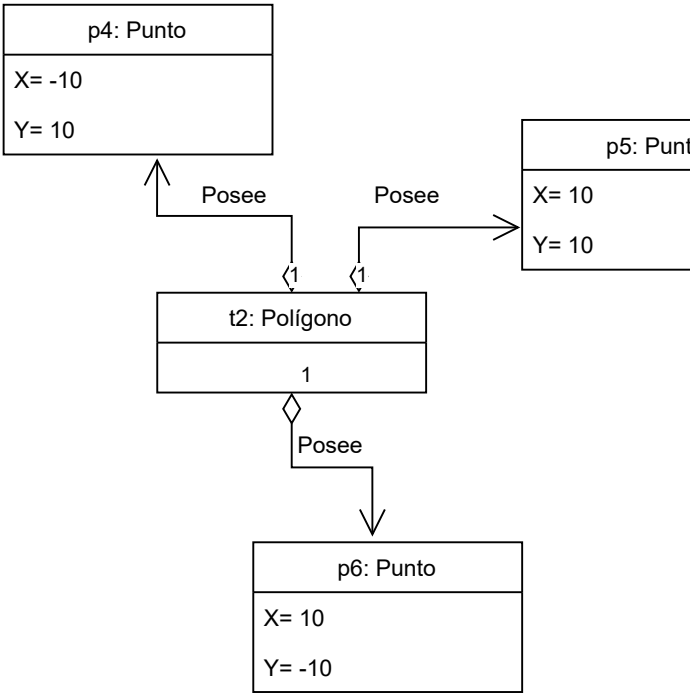 p4: Punto
X= -10
Y= 10
p5: Punt
X= 10
Y= 10
Posee
Posee
1
1
t2: Polígono
1
Posee
p6: Punto
X= 10
Y= -10